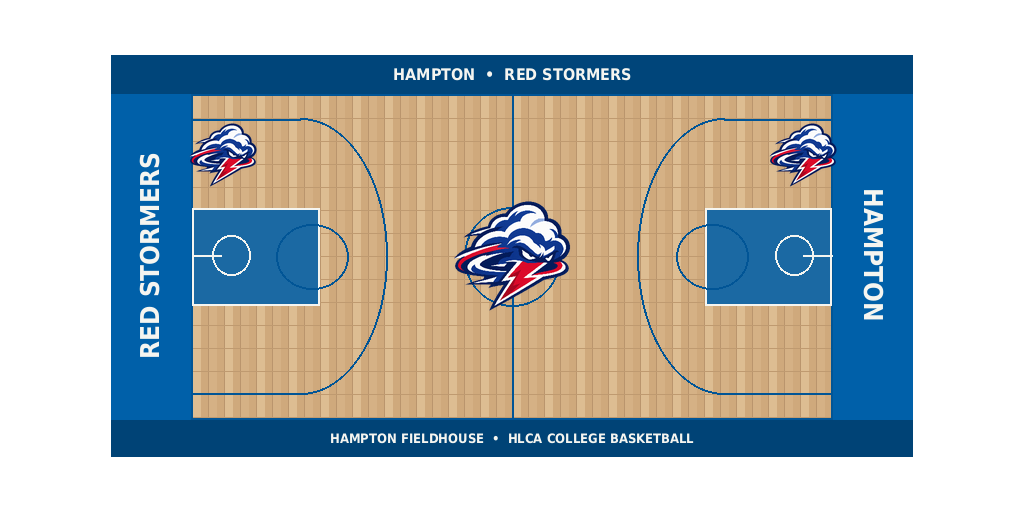 HAMPTON • RED STORMERS
RED STORMERS
HAMPTON
HAMPTON FIELDHOUSE • HLCA COLLEGE BASKETBALL